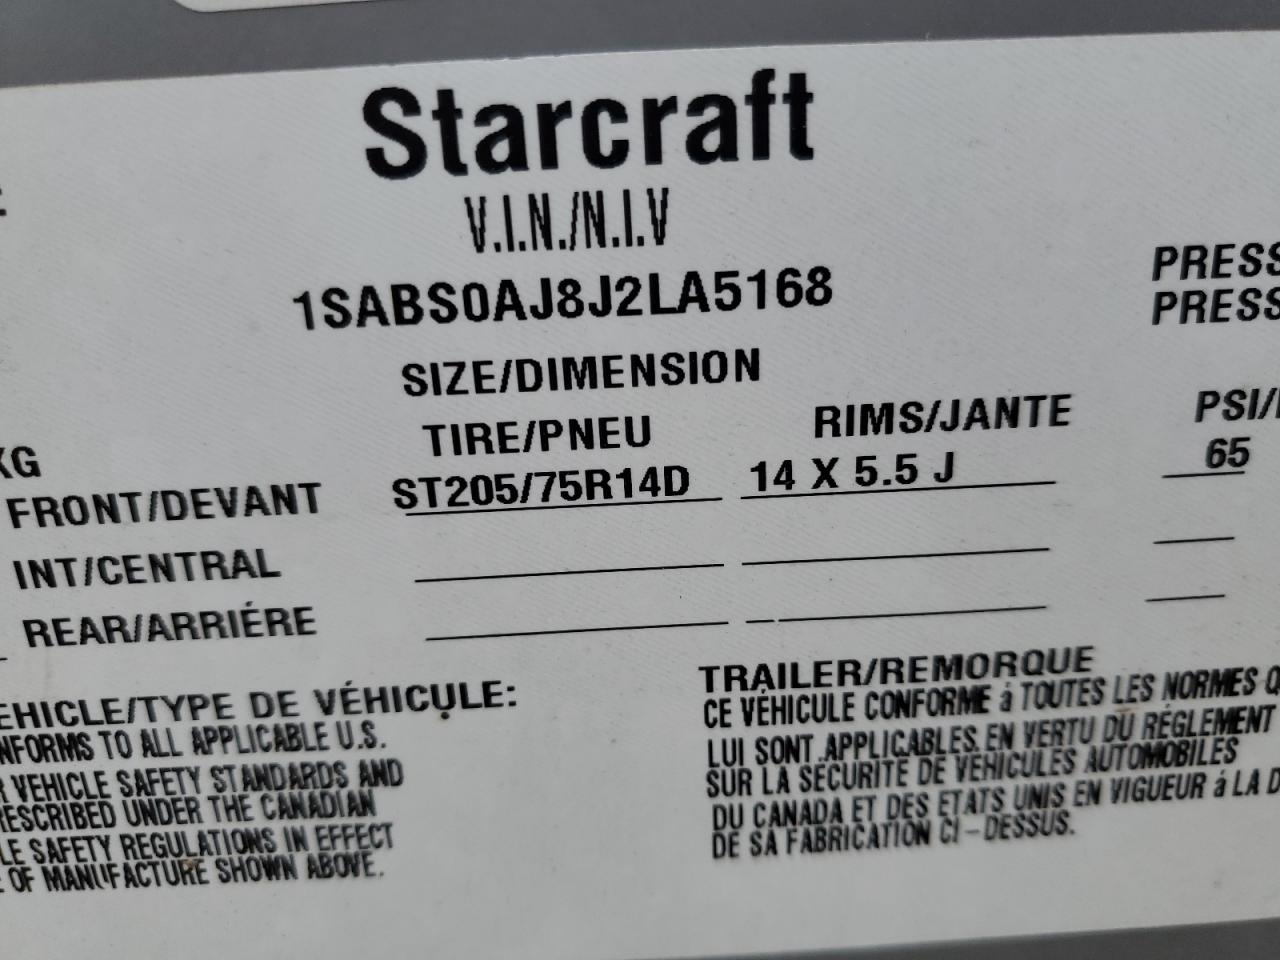 Starcraft
V.I.N./N.I.V
1SABS0AJ8J2LA5168
PRESS
PRESS
SIZE/DIMENSION
TIRE/PNEU RIMS/JANTE PSI/
KG
FRONT/DEVANT ST205/75R14D 14 X 5.5 J 65
INT/CENTRAL
REAR/ARRIÉRE
EHICLE/TYPE DE VÉHICULE: TRAILER/REMORQUE
NFORMS TO ALL APPLICABLE U.S.
R VEHICLE SAFETY STANDARDS AND
RESCRIBED UNDER THE CANADIAN
LE SAFETY REGULATIONS IN EFFECT
E OF MANUFACTURE SHOWN ABOVE.
CE VÉHICULE CONFORME á TOUTES LES NORMES Q
LUI SONT APPLICABLES EN VERTU DU RÉGLEMENT
SUR LA SÉCURITÉ DE VÉHICULES AUTOMOBILES
DU CANADA ET DES ETATS UNIS EN VIGUEUR á LA D
DE SA FABRICATION CI-DESSUS.